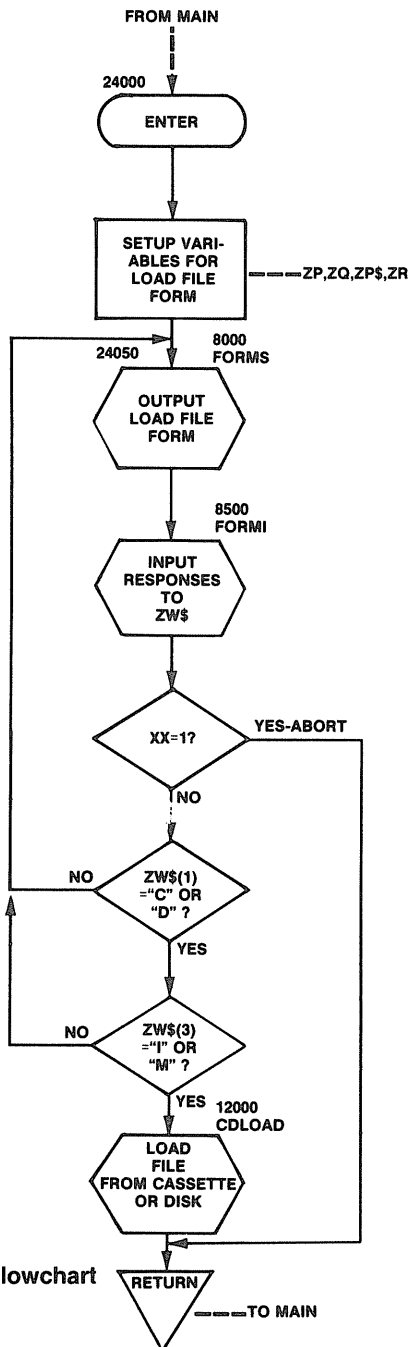 FROM MAIN
24000
ENTER
SETUP VARI-
ABLES FOR
LOAD FILE
FORM
ZP,ZQ,ZP$,ZR
24050
8000
FORMS
OUTPUT
LOAD FILE
FORM
8500
FORMI
INPUT
RESPONSES
TO
ZW$
XX=1?
YES-ABORT
NO
ZW$(1)
="C" OR
"D" ?
NO
YES
ZW$(3)
="I" OR
"M" ?
NO
YES
12000
CDLOAD
LOAD
FILE
FROM CASSETTE
OR DISK
lowchart
RETURN
TO MAIN